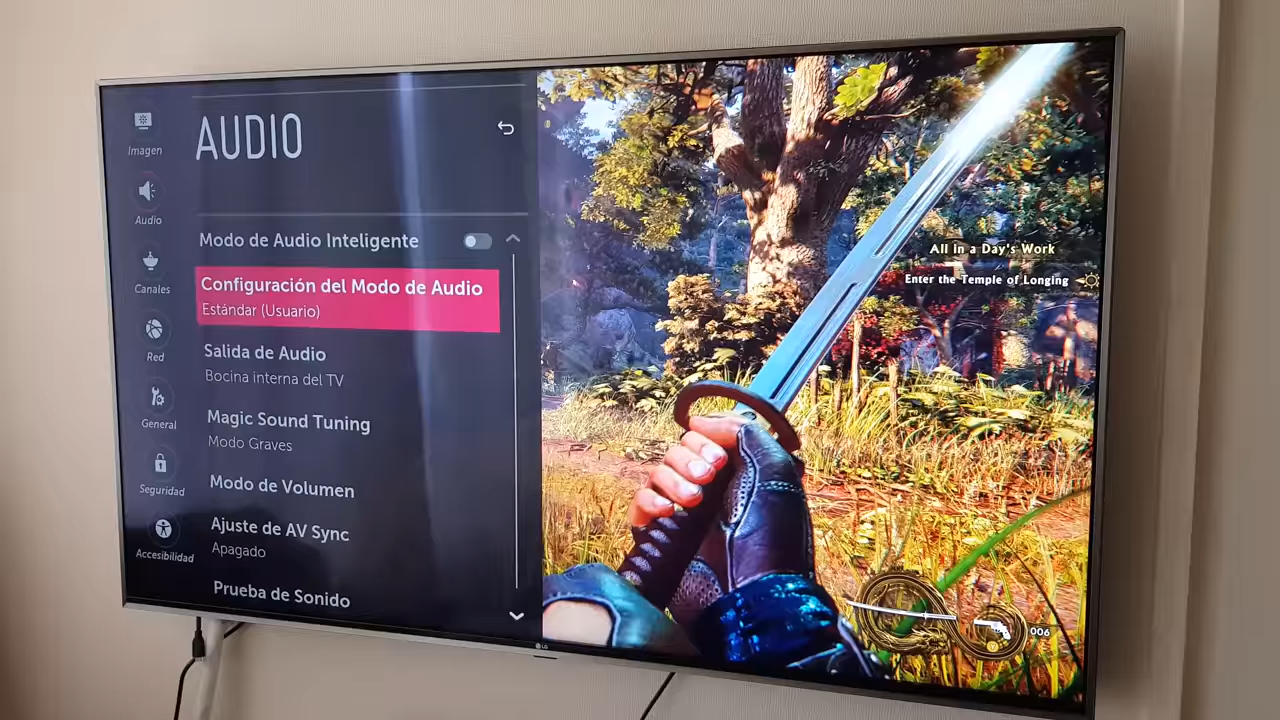 Imagen
Audio
Canales
Red
General
Seguridad
Accesibilidad
AUDIO
Modo de Audio Inteligente
Configuración del Modo de Audio
Estándar (Usuario)
Salida de Audio
Bocina interna del TV
Magic Sound Tuning
Modo Graves
Modo de Volumen
Ajuste de AV Sync
Apagado
Prueba de Sonido
All in a Day's Work
Enter the Temple of Longing
006
LG